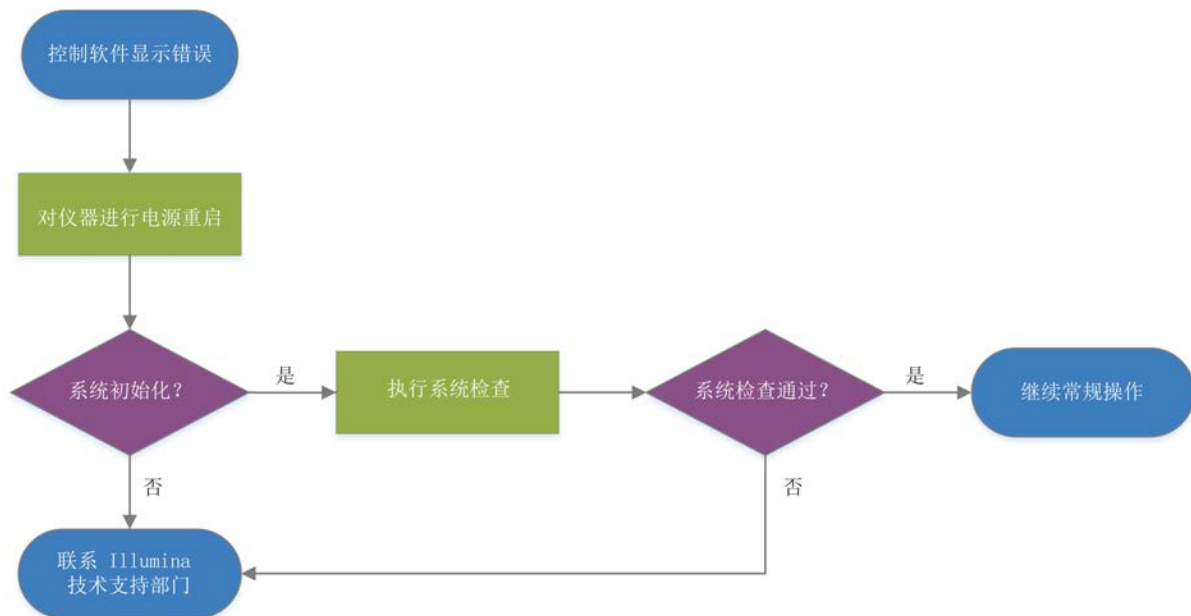 控制软件显示错误
对仪器进行电源重启
系统初始化?
是
执行系统检查
系统检查通过?
是
继续常规操作
否
否
联系 Illumina
技术支持部门